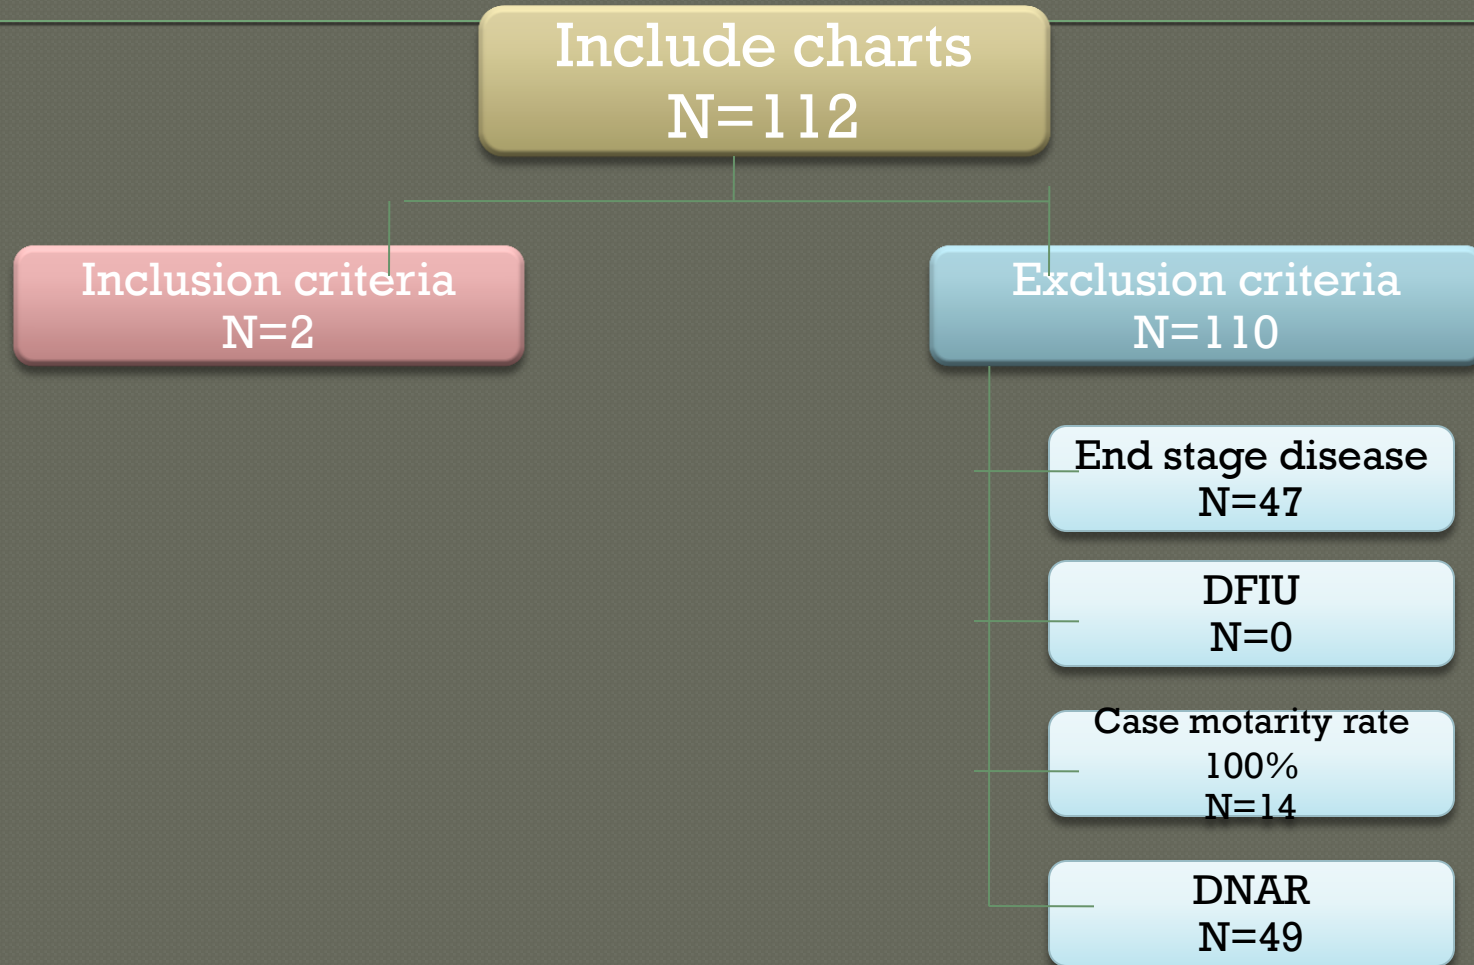 Include charts
N=112
Inclusion criteria
N=2
Exclusion criteria
N=110
End stage disease
N=47
DFIU
N=0
Case motarity rate
100%
N=14
DNAR
N=49